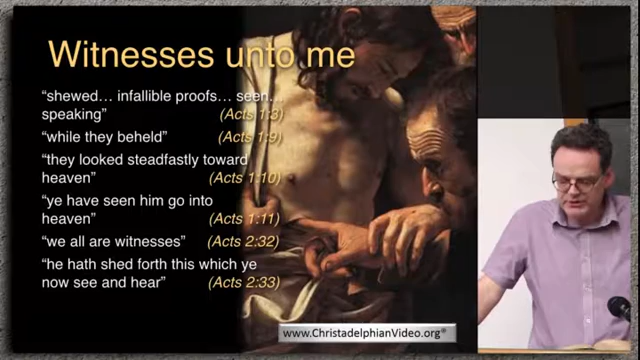 Witnesses unto me
“shewed… infallible proofs… seen…
speaking” (Acts 1:3)
“while they beheld” (Acts 1:9)
“they looked steadfastly toward
heaven” (Acts 1:10)
“ye have seen him go into
heaven” (Acts 1:11)
“we all are witnesses” (Acts 2:32)
“he hath shed forth this which ye
now see and hear” (Acts 2:33)
www.ChristadelphianVideo.org®